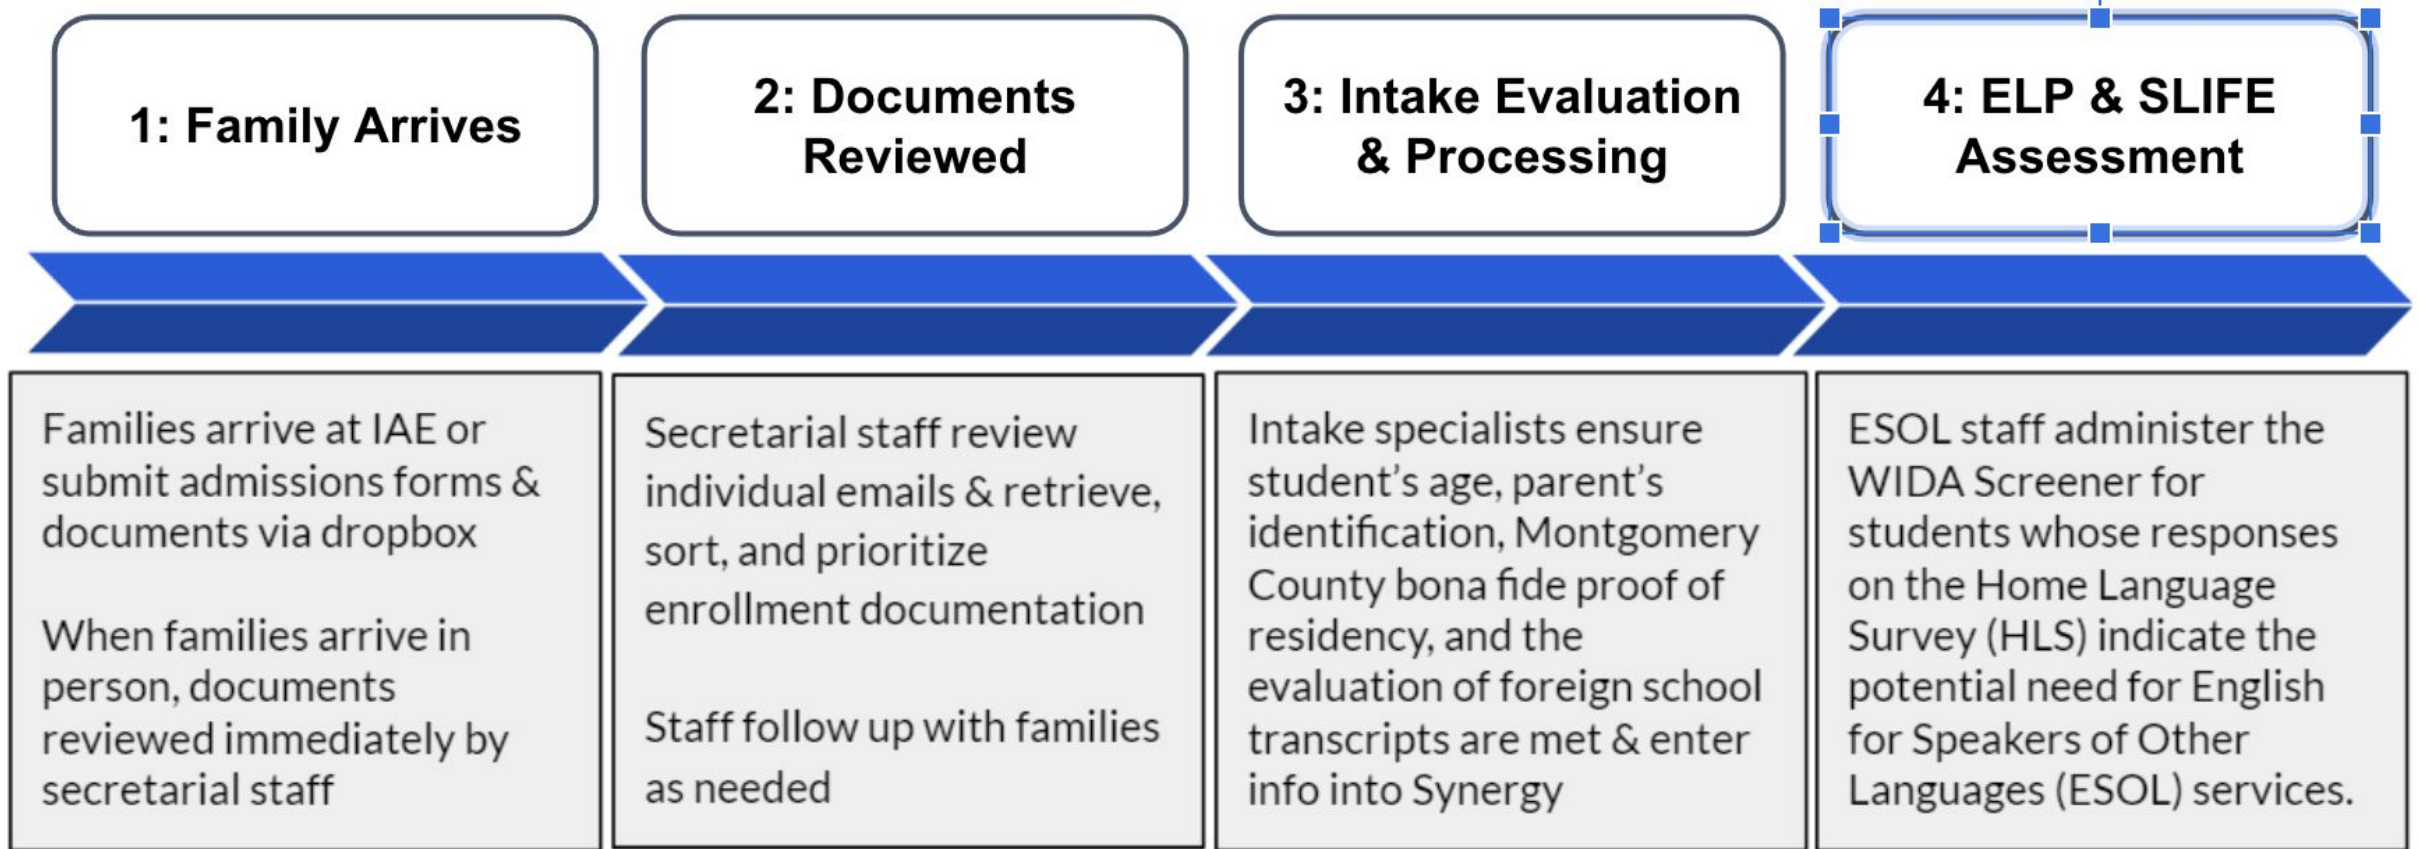 1: Family Arrives
2: Documents
Reviewed
3: Intake Evaluation
& Processing
4: ELP & SLIFE
Assessment
Families arrive at IAE or
submit admissions forms &
documents via dropbox
When families arrive in
person, documents
reviewed immediately by
secretarial staff
Secretarial staff review
individual emails & retrieve,
sort, and prioritize
enrollment documentation
Staff follow up with families
as needed
Intake specialists ensure
student’s age, parent’s
identification, Montgomery
County bona fide proof of
residency, and the
evaluation of foreign school
transcripts are met & enter
info into Synergy
ESOL staff administer the
WIDA Screener for
students whose responses
on the Home Language
Survey (HLS) indicate the
potential need for English
for Speakers of Other
Languages (ESOL) services.